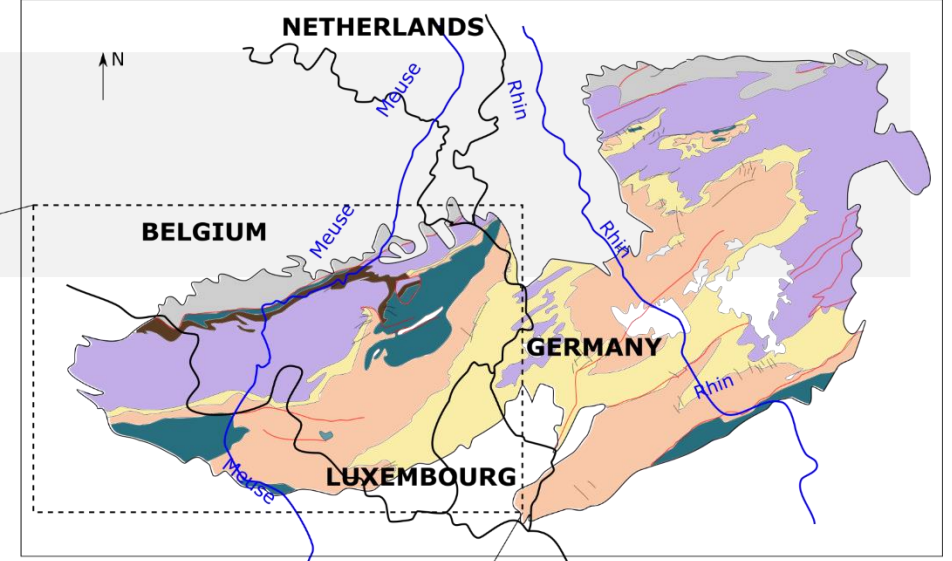 NETHERLANDS
N
Meuse
Rhin
BELGIUM
Meuse
Rhin
GERMANY
Rhin
LUXEMBOURG
Meuse